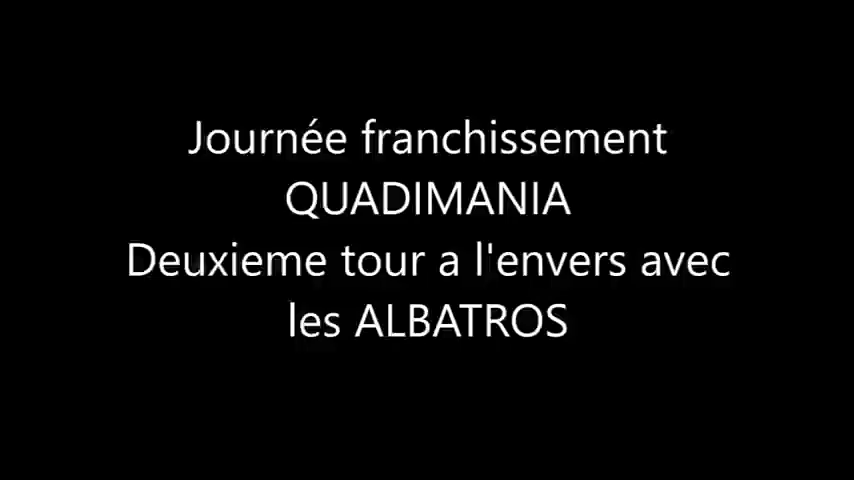 Journée franchissement
QUADIMANIA
Deuxieme tour a l'envers avec
les ALBATROS